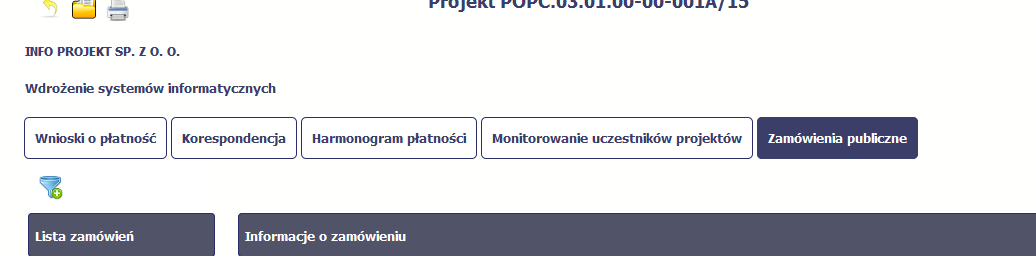 Projekt POPC.03.01.00-00-001A/15
INFO PROJEKT SP. Z O. O.
Wdrożenie systemów informatycznych
Wnioski o płatność Korespondencja Harmonogram płatności Monitorowanie uczestników projektów Zamówienia publiczne
Lista zamówień Informacje o zamówieniu